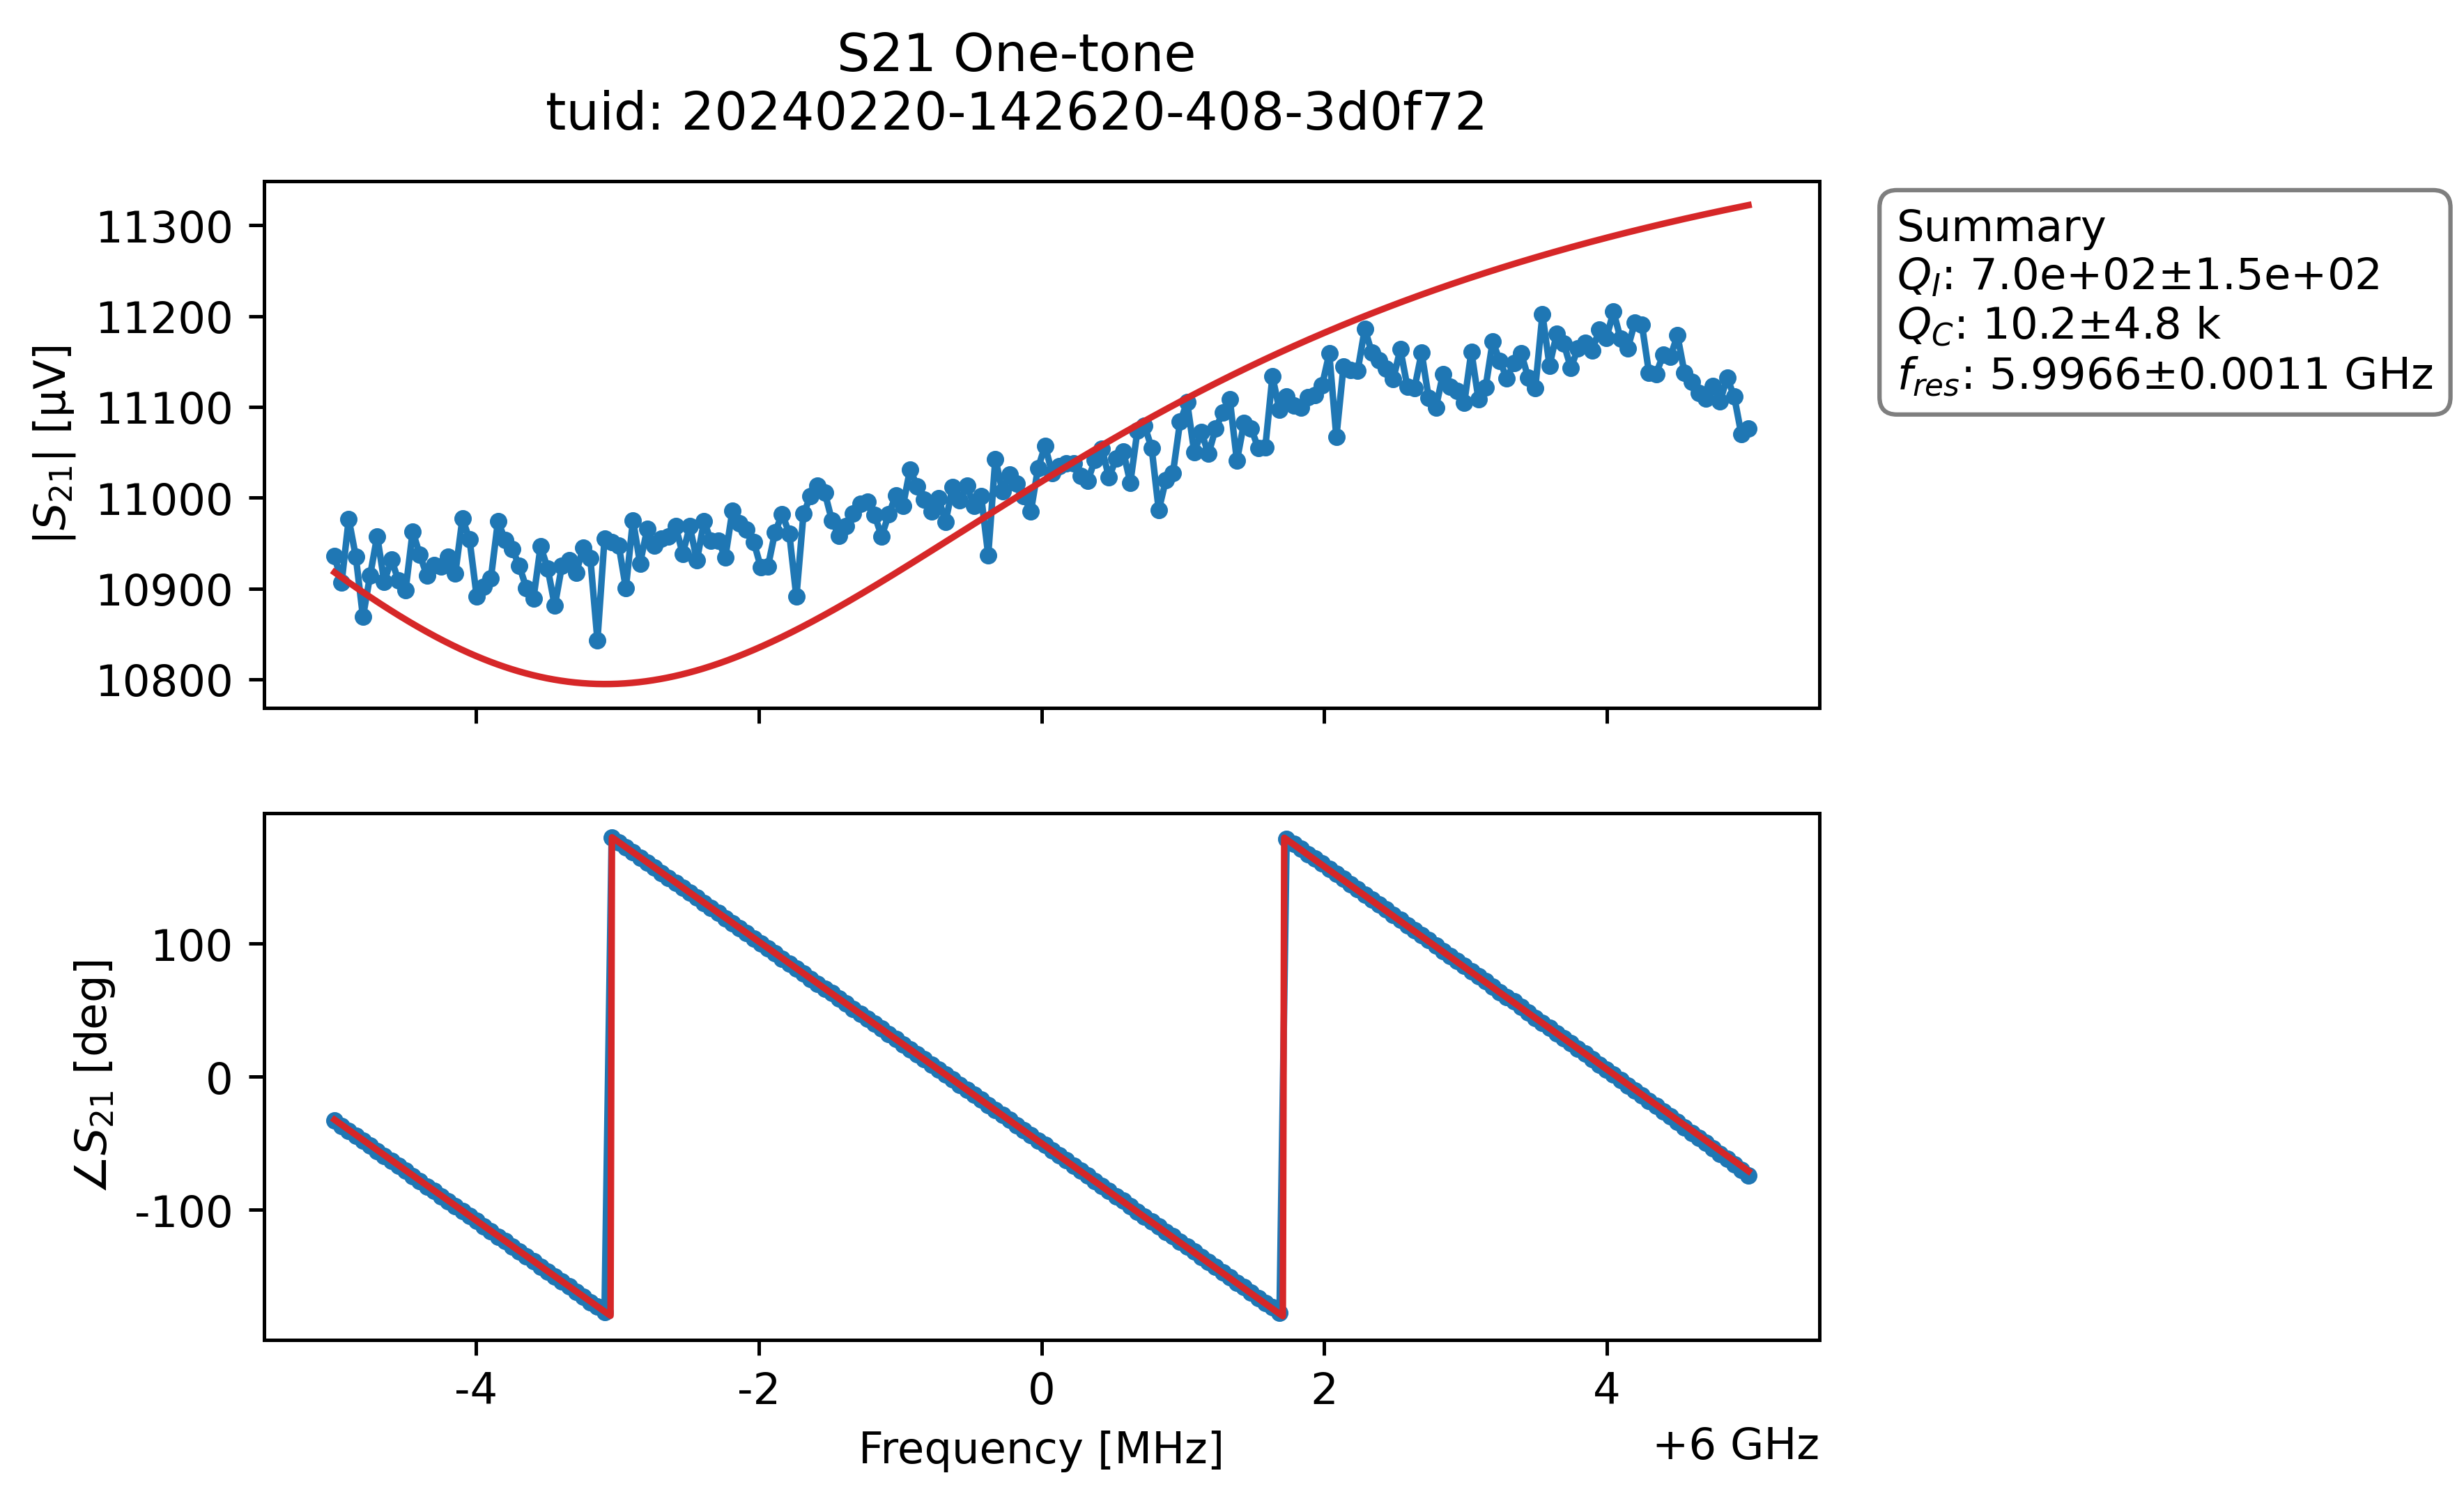 S21 One-tone
tuid: 20240220-142620-408-3d0f72
|S21| [µV]
11300
11200
11100
11000
10900
10800
Summary
QI: 7.0e+02±1.5e+02
QC: 10.2±4.8 k
fres: 5.9966±0.0011 GHz
∠S21 [deg]
100
0
-100
-4
-2
0
2
4
Frequency [MHz]
+6 GHz